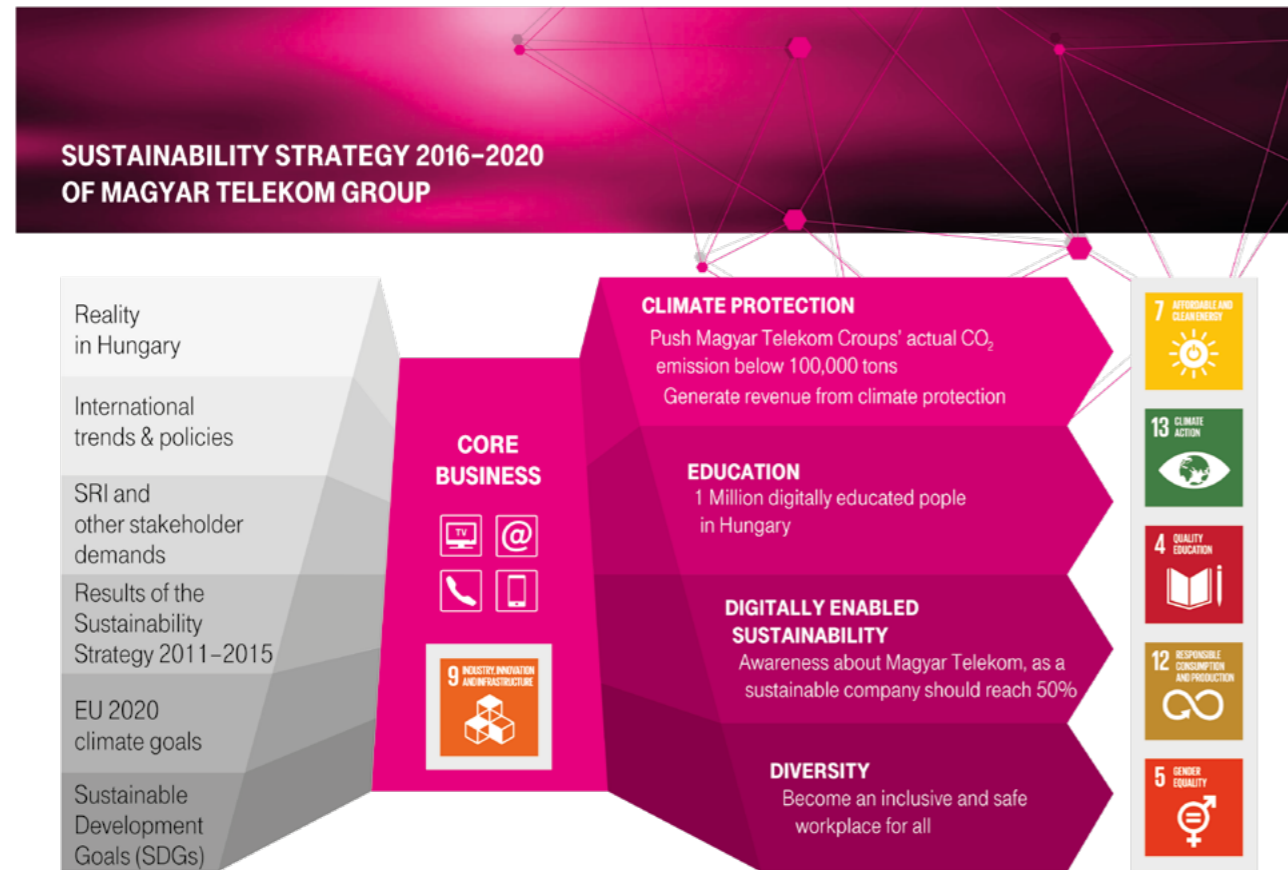 SUSTAINABILITY STRATEGY 2016–2020
OF MAGYAR TELEKOM GROUP
Reality
in Hungary
International
trends & policies
SRI and
other stakeholder
demands
Results of the
Sustainability
Strategy 2011–2015
EU 2020
climate goals
Sustainable
Development
Goals (SDGs)
CORE
BUSINESS
TV
@
9 INDUSTRY, INNOVATION
AND INFRASTRUCTURE
CLIMATE PROTECTION
Push Magyar Telekom Croups' actual CO₂
emission below 100,000 tons
Generate revenue from climate protection
EDUCATION
1 Million digitally educated pople
in Hungary
DIGITALLY ENABLED
SUSTAINABILITY
Awareness about Magyar Telekom, as a
sustainable company should reach 50%
DIVERSITY
Become an inclusive and safe
workplace for all
7 AFFORDABLE AND
CLEAN ENERGY
13 CLIMATE
ACTION
4 QUALITY
EDUCATION
12 RESPONSIBLE
CONSUMPTION
AND PRODUCTION
5 GENDER
EQUALITY